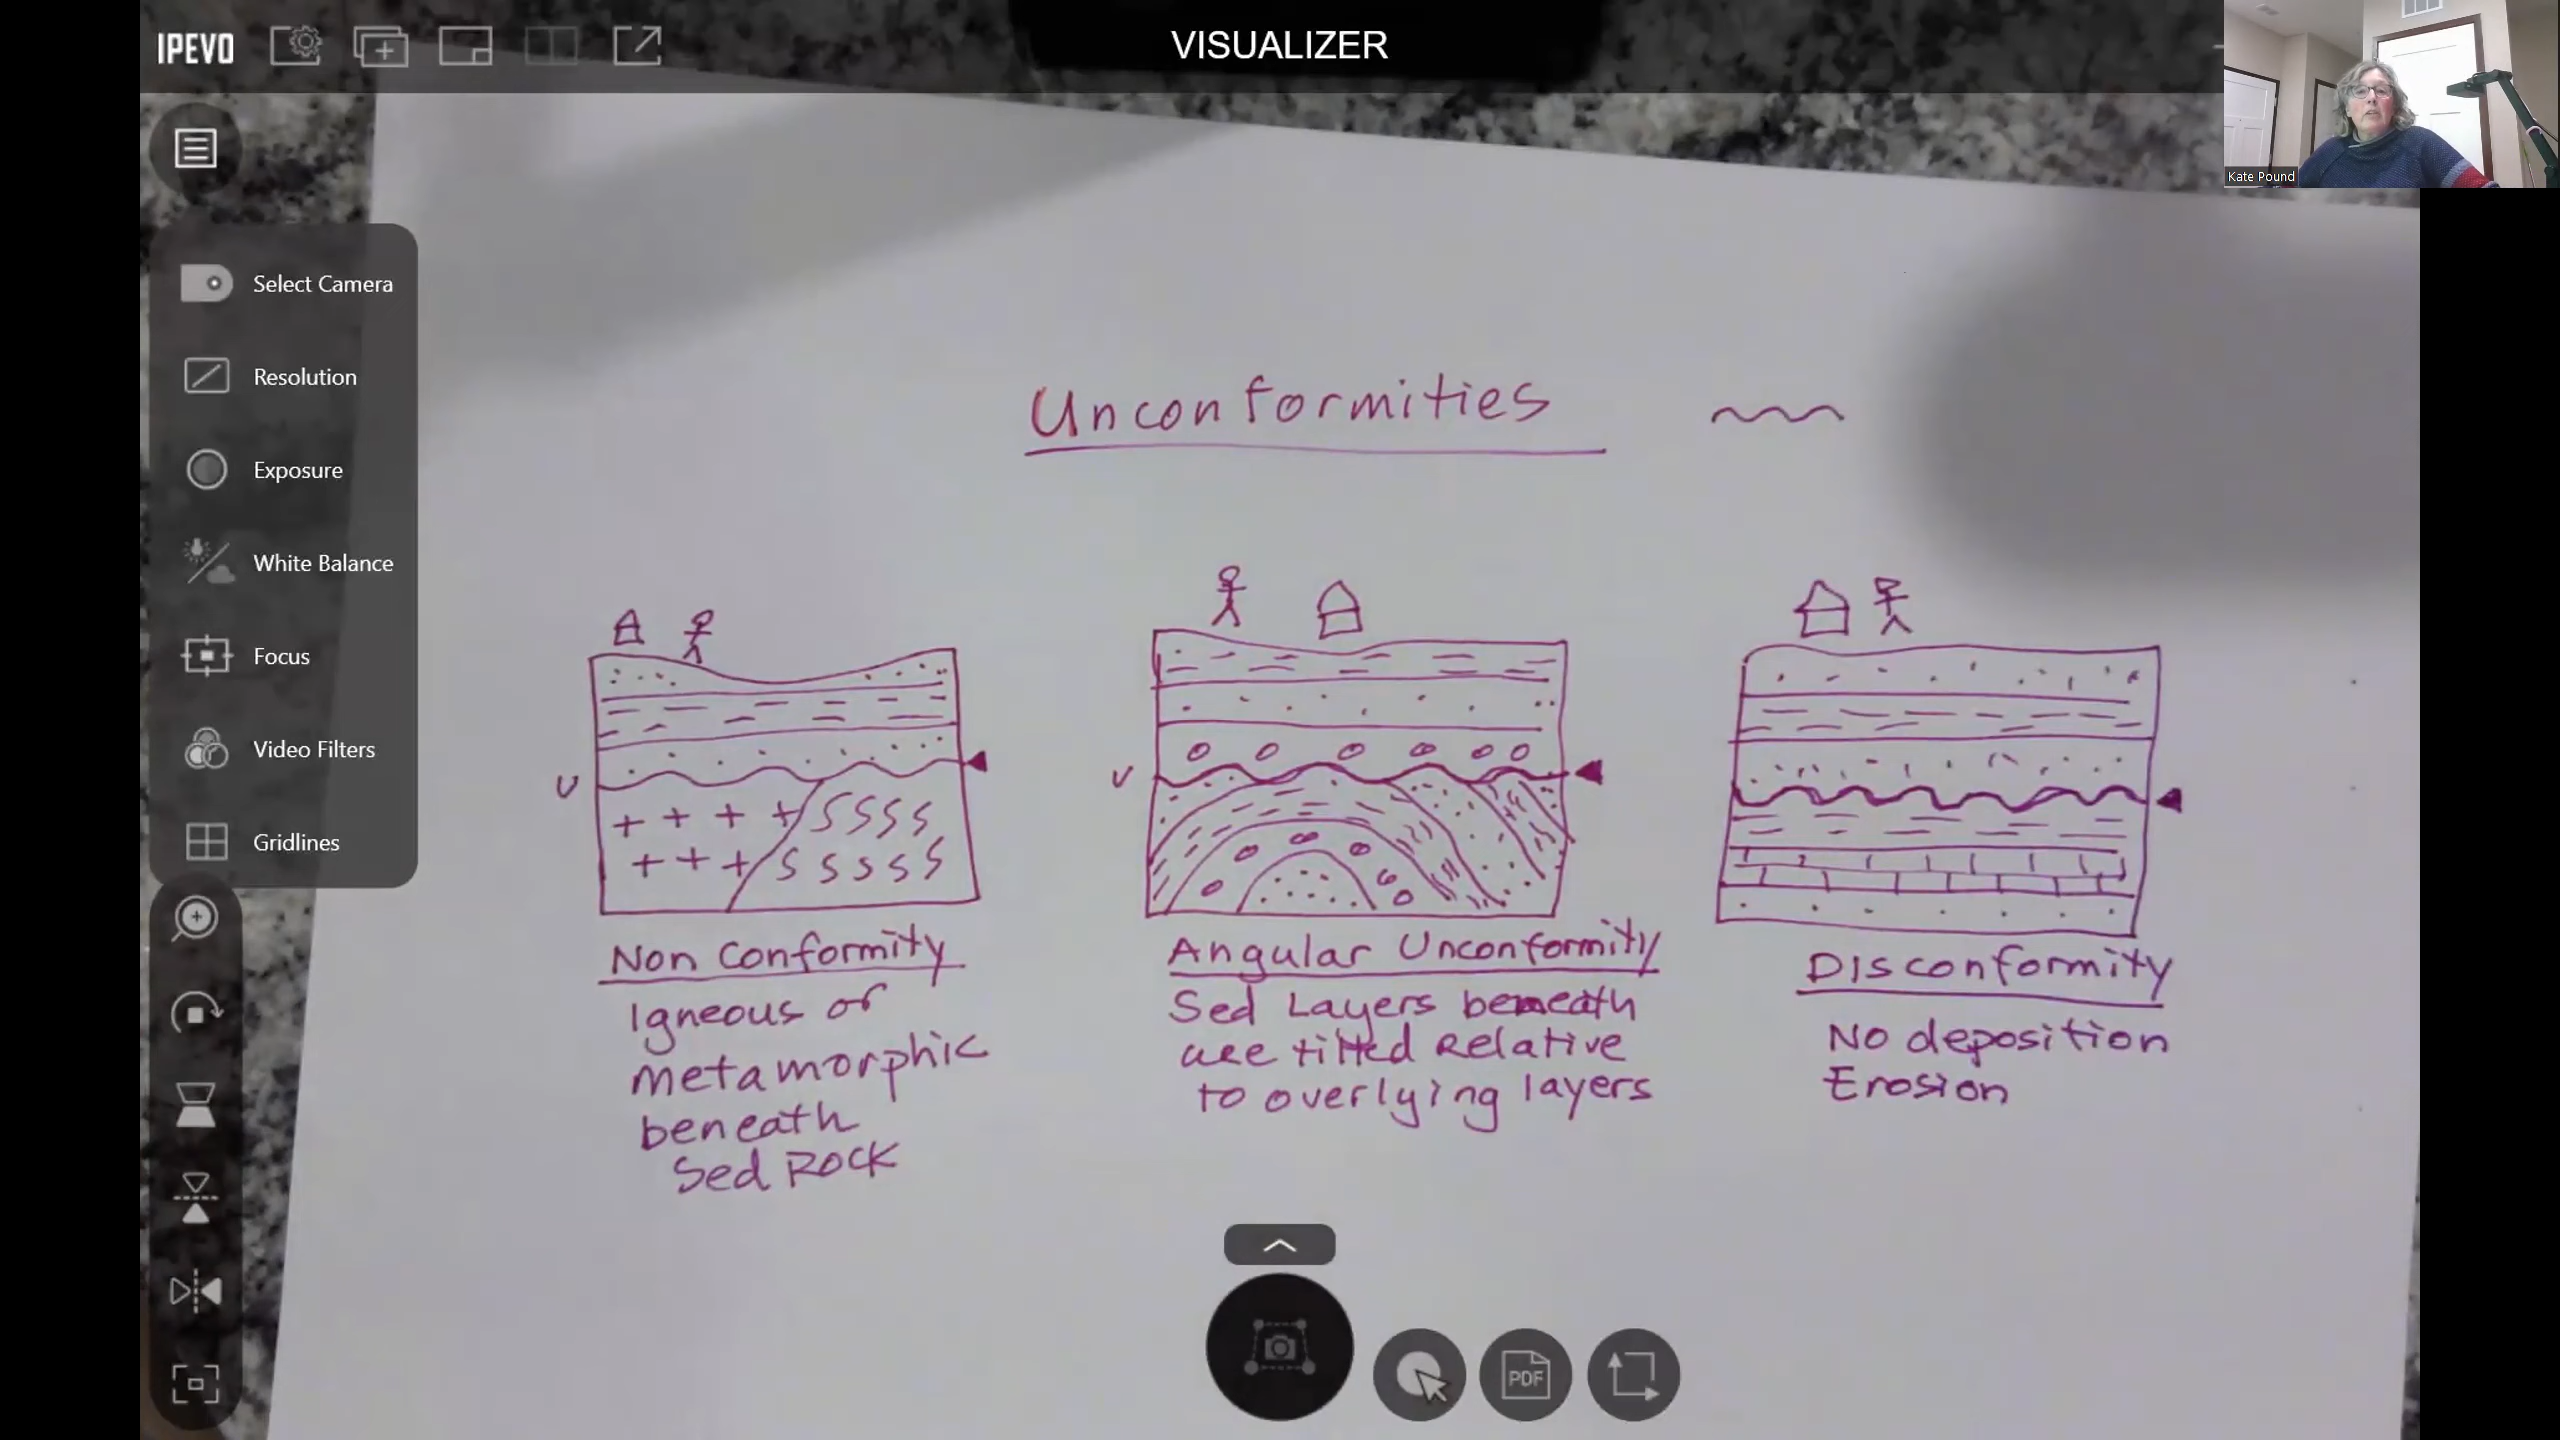 IPEVO
VISUALIZER
Kate Pound
Select Camera
Resolution
Exposure
White Balance
Focus
Video Filters
Gridlines
Unconformities
U
U
Non Conformity
Igneous or
metamorphic
beneath
Sed Rock
Angular Unconformity
Sed Layers beneath
are tilted relative
to overlying layers
Disconformity
No deposition
Erosion
PDF